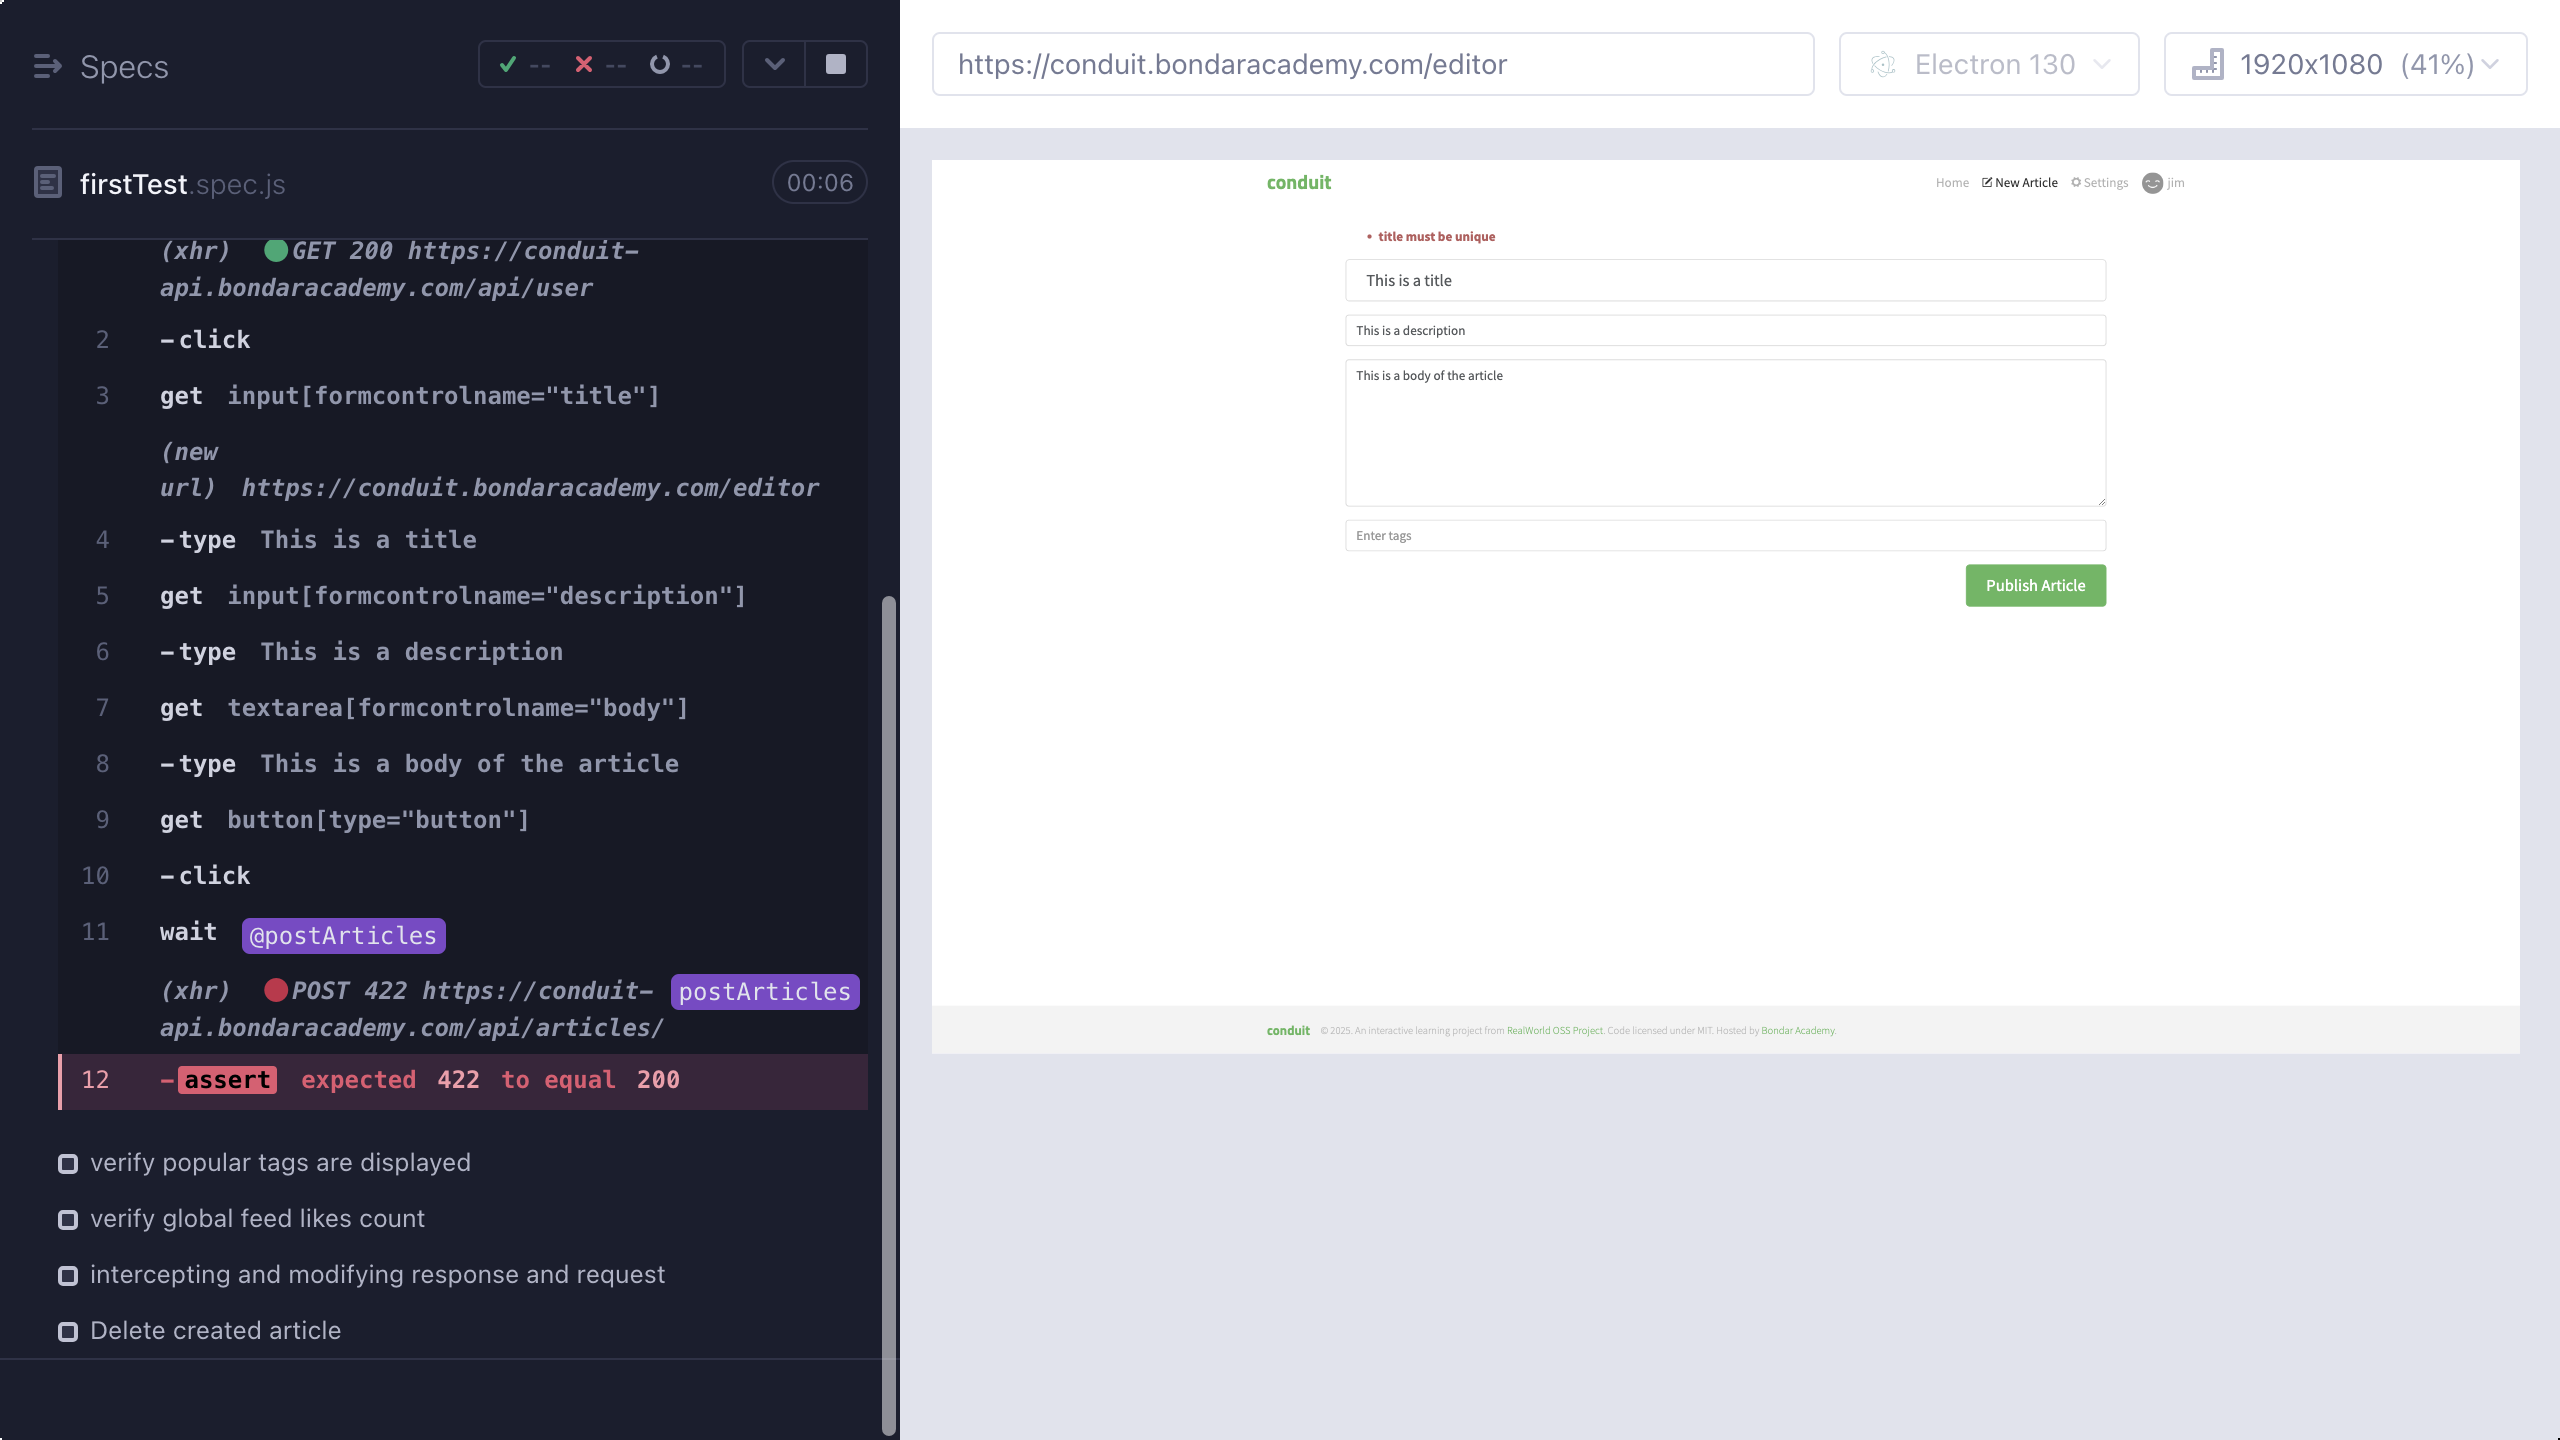 Specs
-- -- --
firstTest.spec.js
00:06
(xhr) GET 200 https://conduit-
api.bondaracademy.com/api/user
2 -click
3 get input[formcontrolname="title"]
(new
url) https://conduit.bondaracademy.com/editor
4 -type This is a title
5 get input[formcontrolname="description"]
6 -type This is a description
7 get textarea[formcontrolname="body"]
8 -type This is a body of the article
9 get button[type="button"]
10 -click
11 wait @postArticles
(xhr) POST 422 https://conduit- postArticles
api.bondaracademy.com/api/articles/
12 -assert expected 422 to equal 200
verify popular tags are displayed
verify global feed likes count
intercepting and modifying response and request
Delete created article
https://conduit.bondaracademy.com/editor
Electron 130
1920x1080 (41%)
conduit
Home New Article Settings jim
• title must be unique
This is a title
This is a description
This is a body of the article
Enter tags
Publish Article
conduit © 2025. An interactive learning project from RealWorld OSS Project. Code licensed under MIT. Hosted by Bondar Academy.